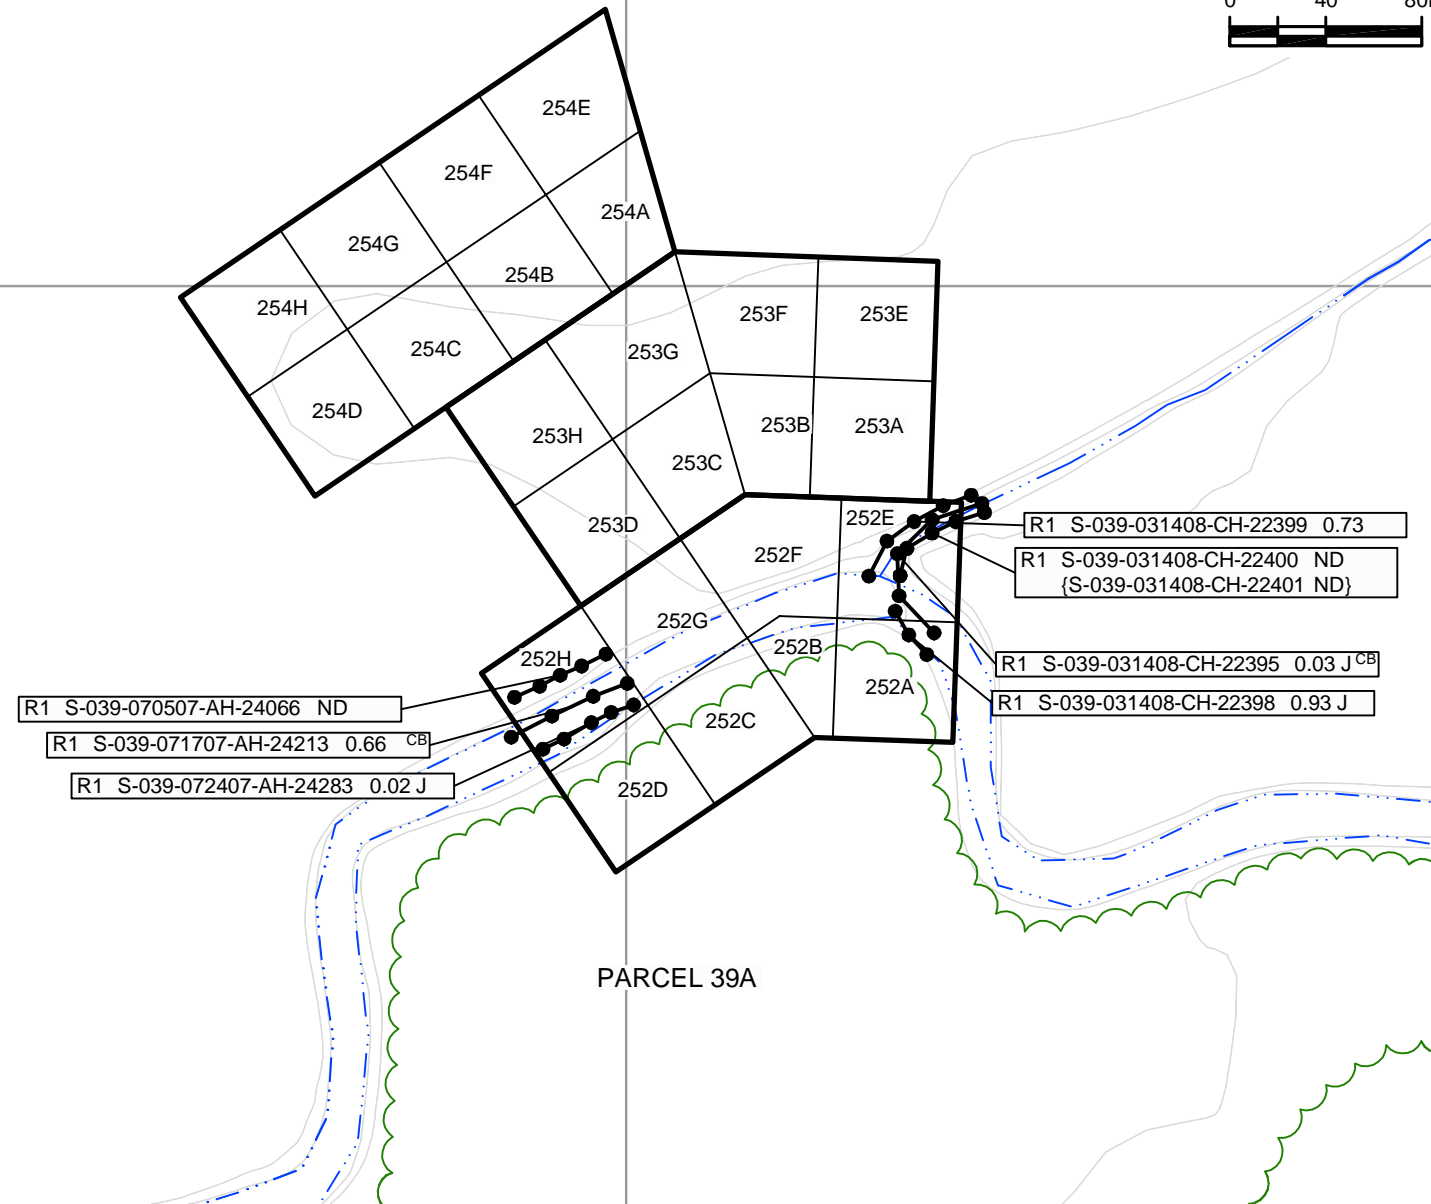 0 40 80
254E
254F
254A
254G
254B
254H
253F 253E
254C
253G
254D
253B 253A
253H
253C
253D
252E
R1 S-039-031408-CH-22399 0.73
252F
R1 S-039-031408-CH-22400 ND
{S-039-031408-CH-22401 ND}
252G
252B
252H
R1 S-039-031408-CH-22395 0.03 J CB
252A
R1 S-039-031408-CH-22398 0.93 J
R1 S-039-070507-AH-24066 ND
252C
R1 S-039-071707-AH-24213 0.66 CB
R1 S-039-072407-AH-24283 0.02 J
252D
PARCEL 39A